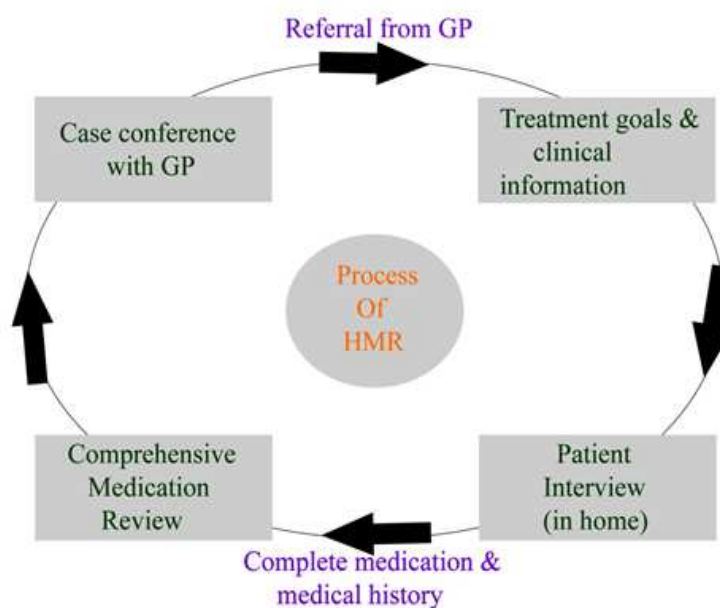 Referral from GP
Case conference
with GP
Treatment goals &
clinical
information
Process
Of
HMR
Comprehensive
Medication
Review
Patient
Interview
(in home)
Complete medication &
medical history